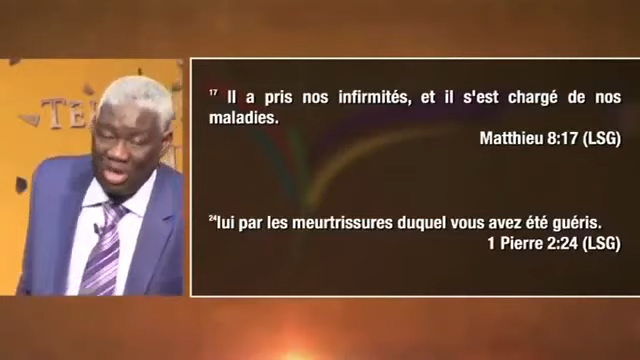 TÉ
¹⁷ Il a pris nos infirmités, et il s'est chargé de nos
maladies.
Matthieu 8:17 (LSG)
²⁴lui par les meurtrissures duquel vous avez été guéris.
1 Pierre 2:24 (LSG)